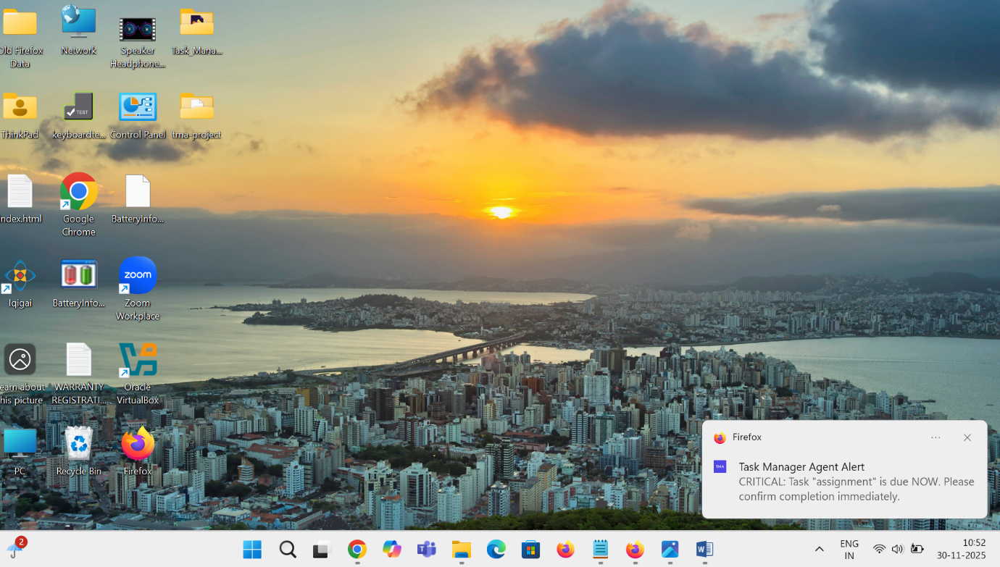 Old Firefox
Data
Network
Speaker
Headphone...
Task_Mana...
ThinkPad
TEST
keyboardte...
Control Panel
tma-project
ndex.html
Google
Chrome
BatteryInfo...
Iqigai
BatteryInfo...
zoom
Zoom
Workplace
earn about
his picture
WARRANTY
REGISTRATI...
Oracle
VirtualBox
PC
Recycle Bin
Firefox
Firefox
TMA
Task Manager Agent Alert
CRITICAL: Task "assignment" is due NOW. Please
confirm completion immediately.
2
ENG
IN
10:52
30-11-2025